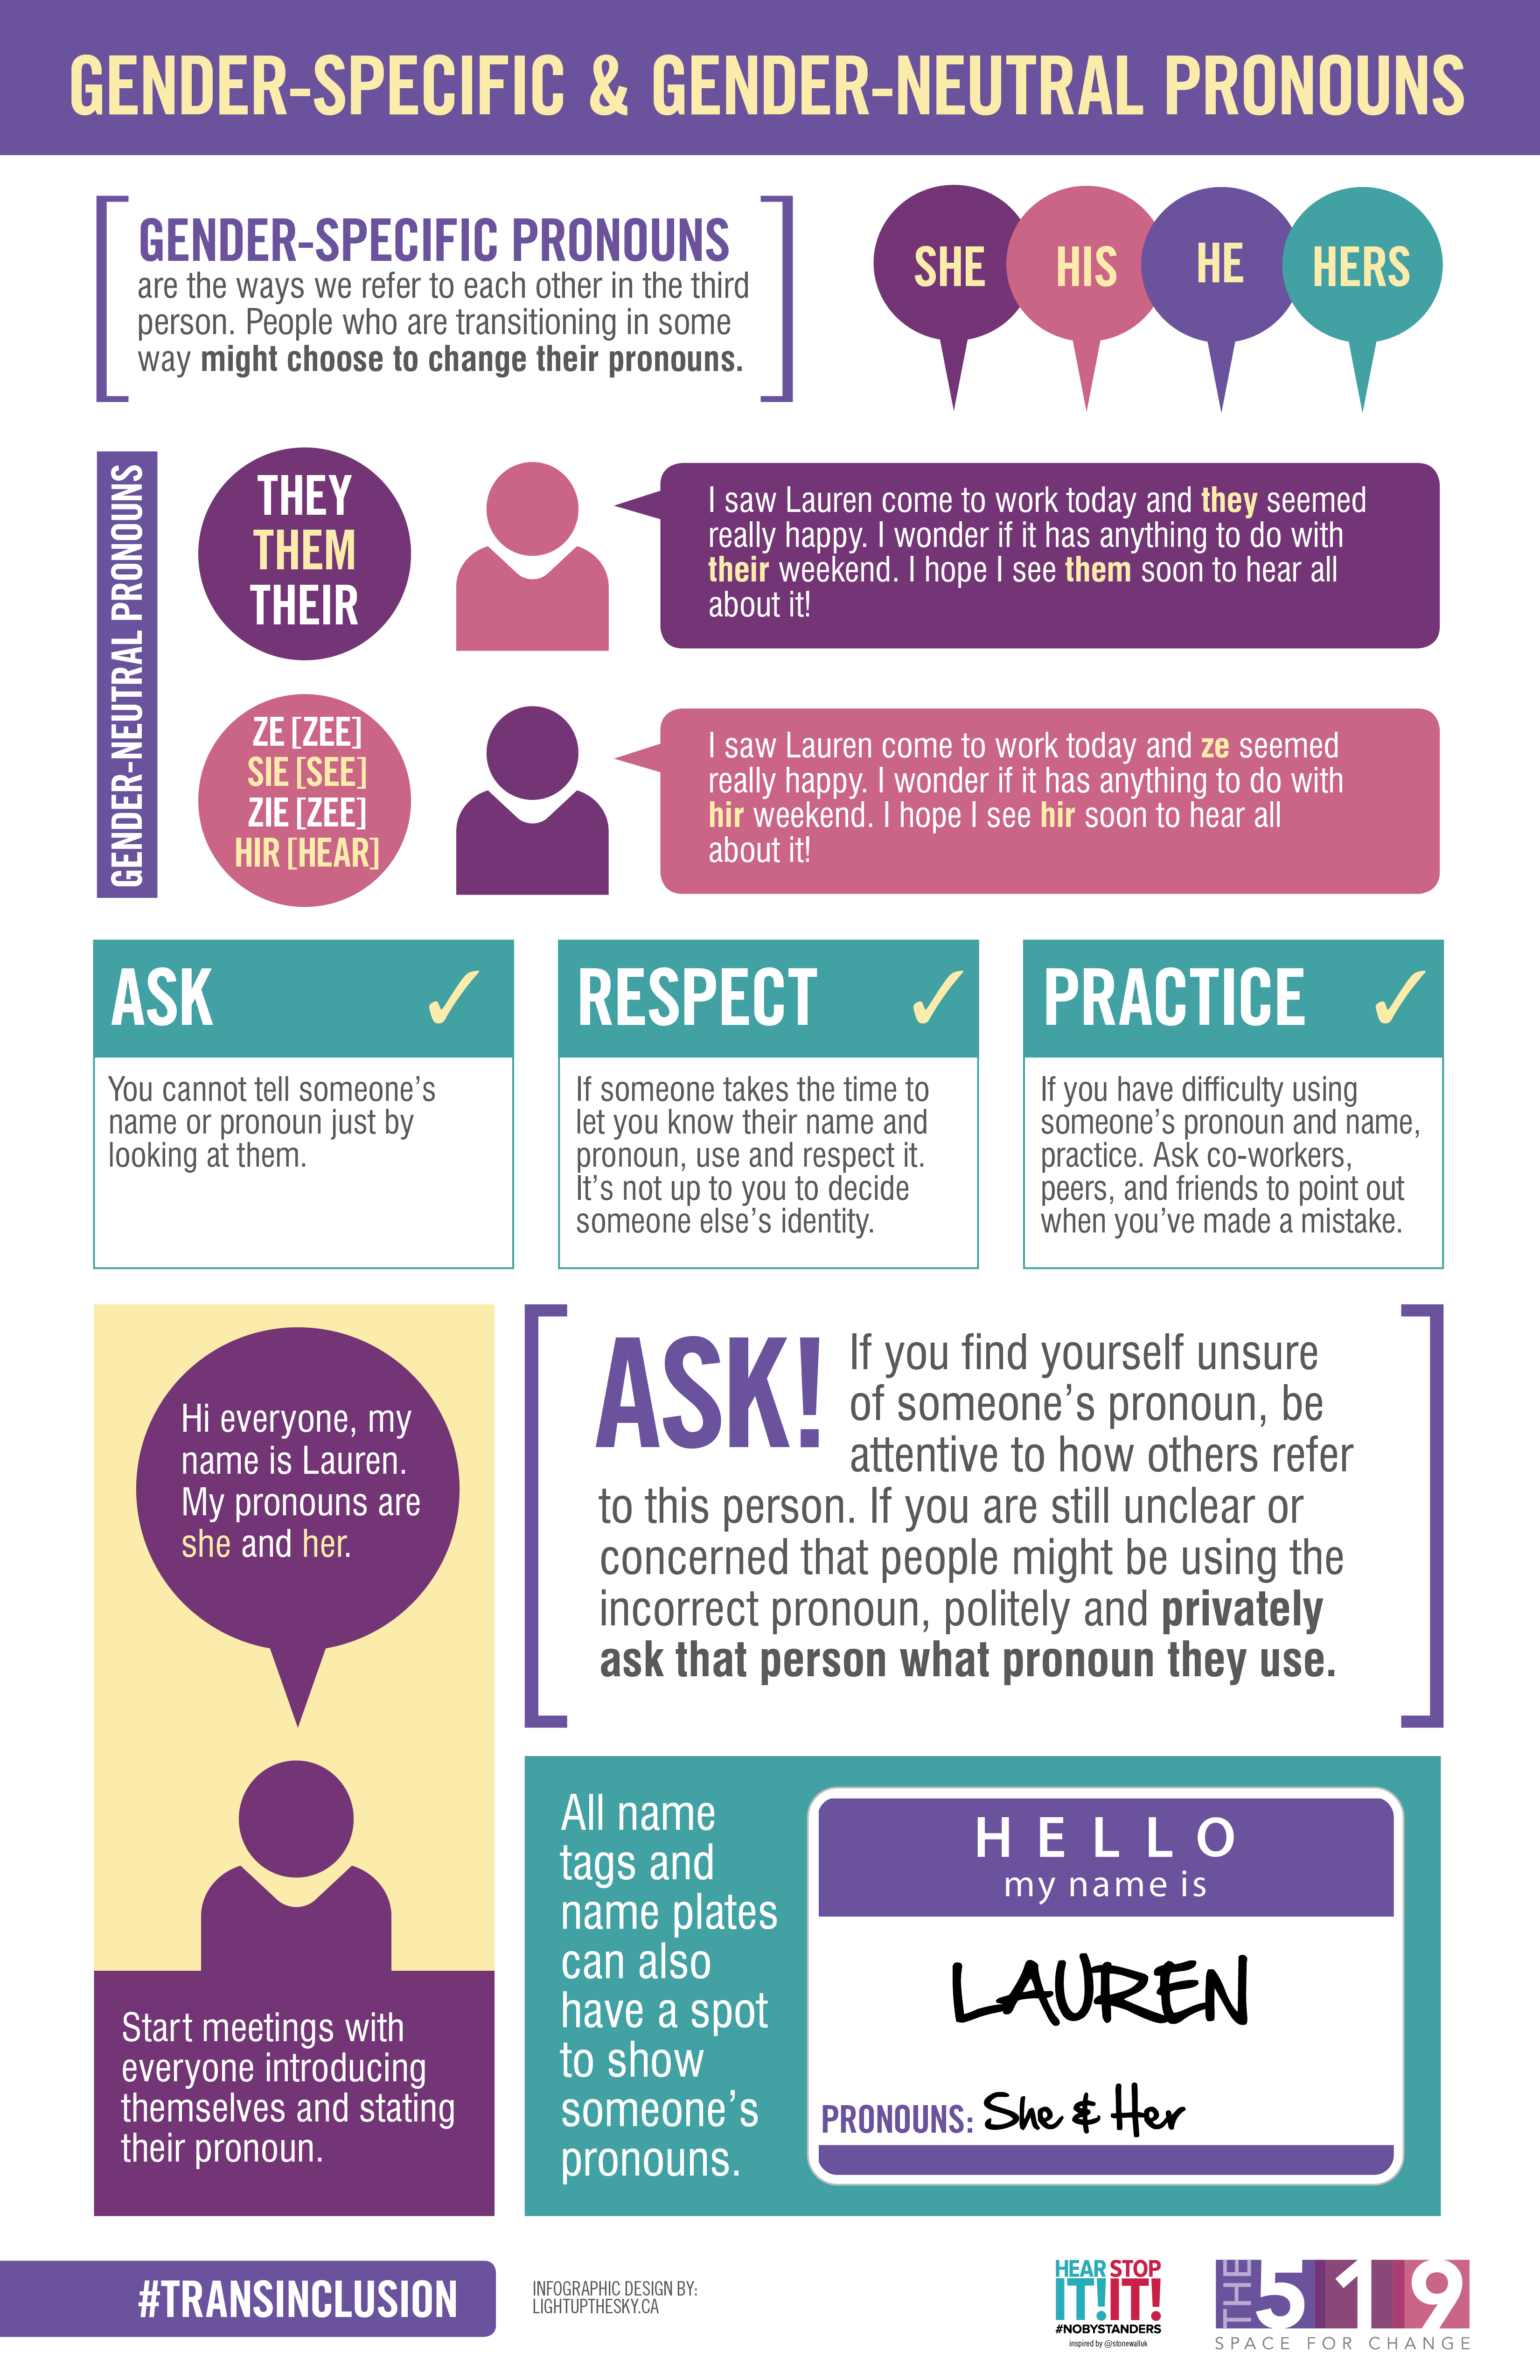 GENDER-SPECIFIC & GENDER-NEUTRAL PRONOUNS
GENDER-SPECIFIC PRONOUNS
are the ways we refer to each other in the third
person. People who are transitioning in some
way might choose to change their pronouns.
SHE
HIS
HE
HERS
GENDER-NEUTRAL PRONOUNS
THEY
THEM
THEIR
I saw Lauren come to work today and they seemed
really happy. I wonder if it has anything to do with
their weekend. I hope I see them soon to hear all
about it!
ZE [ZEE]
SIE [SEE]
ZIE [ZEE]
HIR [HEAR]
I saw Lauren come to work today and ze seemed
really happy. I wonder if it has anything to do with
hir weekend. I hope I see hir soon to hear all
about it!
ASK ✓
You cannot tell someone’s
name or pronoun just by
looking at them.
RESPECT ✓
If someone takes the time to
let you know their name and
pronoun, use and respect it.
It’s not up to you to decide
someone else’s identity.
PRACTICE ✓
If you have difficulty using
someone’s pronoun and name,
practice. Ask co-workers,
peers, and friends to point out
when you’ve made a mistake.
Hi everyone, my
name is Lauren.
My pronouns are
she and her.
Start meetings with
everyone introducing
themselves and stating
their pronoun.
ASK! If you find yourself unsure
of someone’s pronoun, be
attentive to how others refer
to this person. If you are still unclear or
concerned that people might be using the
incorrect pronoun, politely and privately
ask that person what pronoun they use.
All name
tags and
name plates
can also
have a spot
to show
someone’s
pronouns.
HELLO
my name is
LAUREN
PRONOUNS: She & Her
#TRANSINCLUSION
INFOGRAPHIC DESIGN BY:
LIGHTUPTHESKY.CA
HEAR STOP
IT! IT!
#NOBYSTANDERS
inspired by @stonewalluk
THE 519
SPACE FOR CHANGE